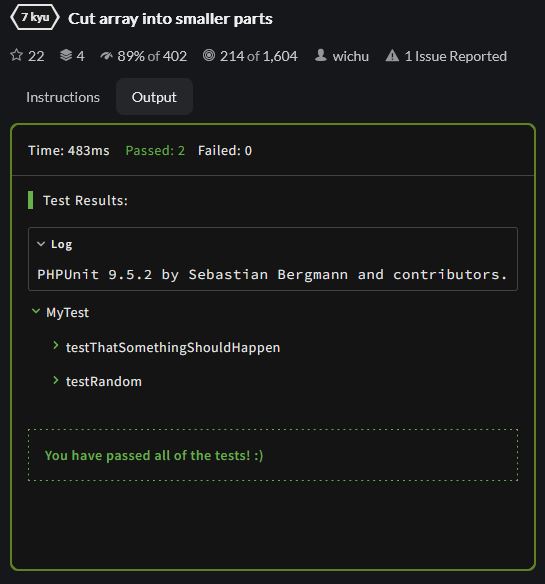 7 kyu Cut array into smaller parts
22 4 89% of 402 214 of 1,604 wichu 1 Issue Reported
Instructions Output
Time: 483ms Passed: 2 Failed: 0
Test Results:
Log
PHPUnit 9.5.2 by Sebastian Bergmann and contributors.
MyTest
testThatSomethingShouldHappen
testRandom
You have passed all of the tests! :)